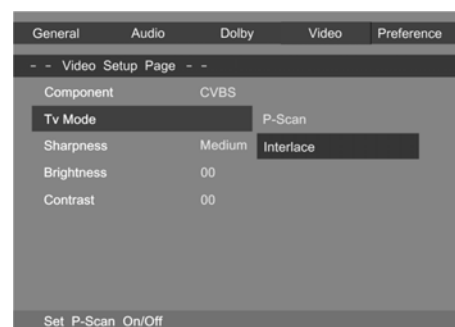 General Audio Dolby Video Preference
- - Video Setup Page - -
Component CVBS
Tv Mode P-Scan
Sharpness Medium Interlace
Brightness 00
Contrast 00
Set P-Scan On/Off